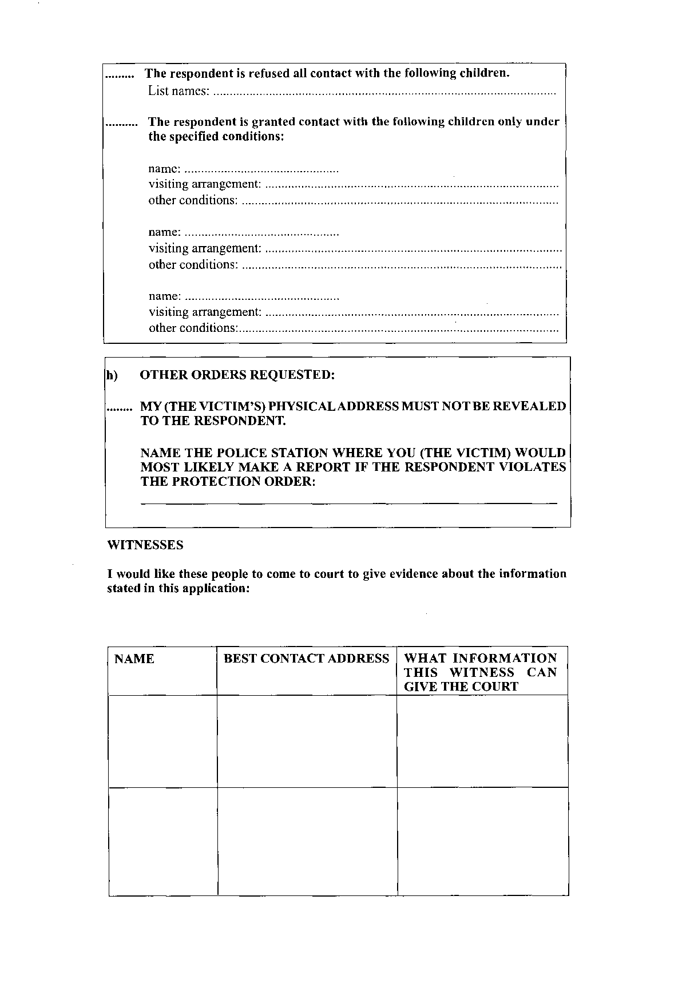 ......... The respondent is refused all contact with the following children.
List names: ........................................................................................................
.......... The respondent is granted contact with the following children only under
the specified conditions:
name: ...............................................
visiting arrangement: .........................................................................................
other conditions: ................................................................................................
name: ...............................................
visiting arrangement: ..........................................................................................
other conditions: .................................................................................................
name: ...............................................
visiting arrangement: .........................................................................................
other conditions:.................................................................................................
h) OTHER ORDERS REQUESTED:
........ MY (THE VICTIM'S) PHYSICAL ADDRESS MUST NOT BE REVEALED
TO THE RESPONDENT.
NAME THE POLICE STATION WHERE YOU (THE VICTIM) WOULD
MOST LIKELY MAKE A REPORT IF THE RESPONDENT VIOLATES
THE PROTECTION ORDER:
WITNESSES
I would like these people to come to court to give evidence about the information
stated in this application:
NAME
BEST CONTACT ADDRESS
WHAT INFORMATION
THIS WITNESS CAN
GIVE THE COURT